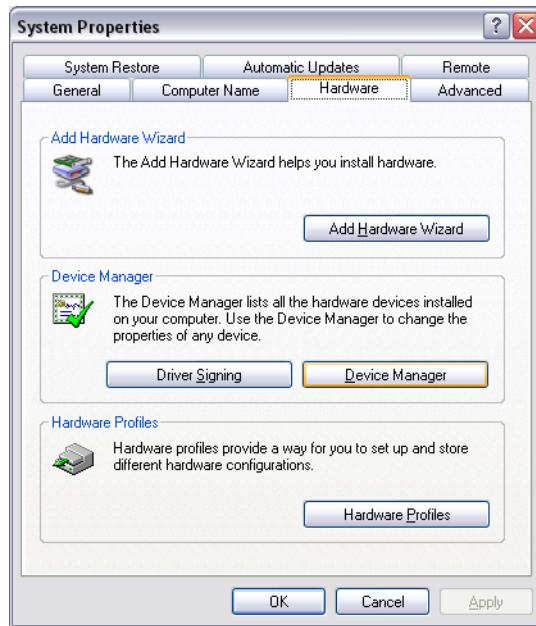 System Properties
System Restore Automatic Updates Remote
General Computer Name Hardware Advanced
Add Hardware Wizard
The Add Hardware Wizard helps you install hardware.
Add Hardware Wizard
Device Manager
The Device Manager lists all the hardware devices installed
on your computer. Use the Device Manager to change the
properties of any device.
Driver Signing Device Manager
Hardware Profiles
Hardware profiles provide a way for you to set up and store
different hardware configurations.
Hardware Profiles
OK Cancel Apply